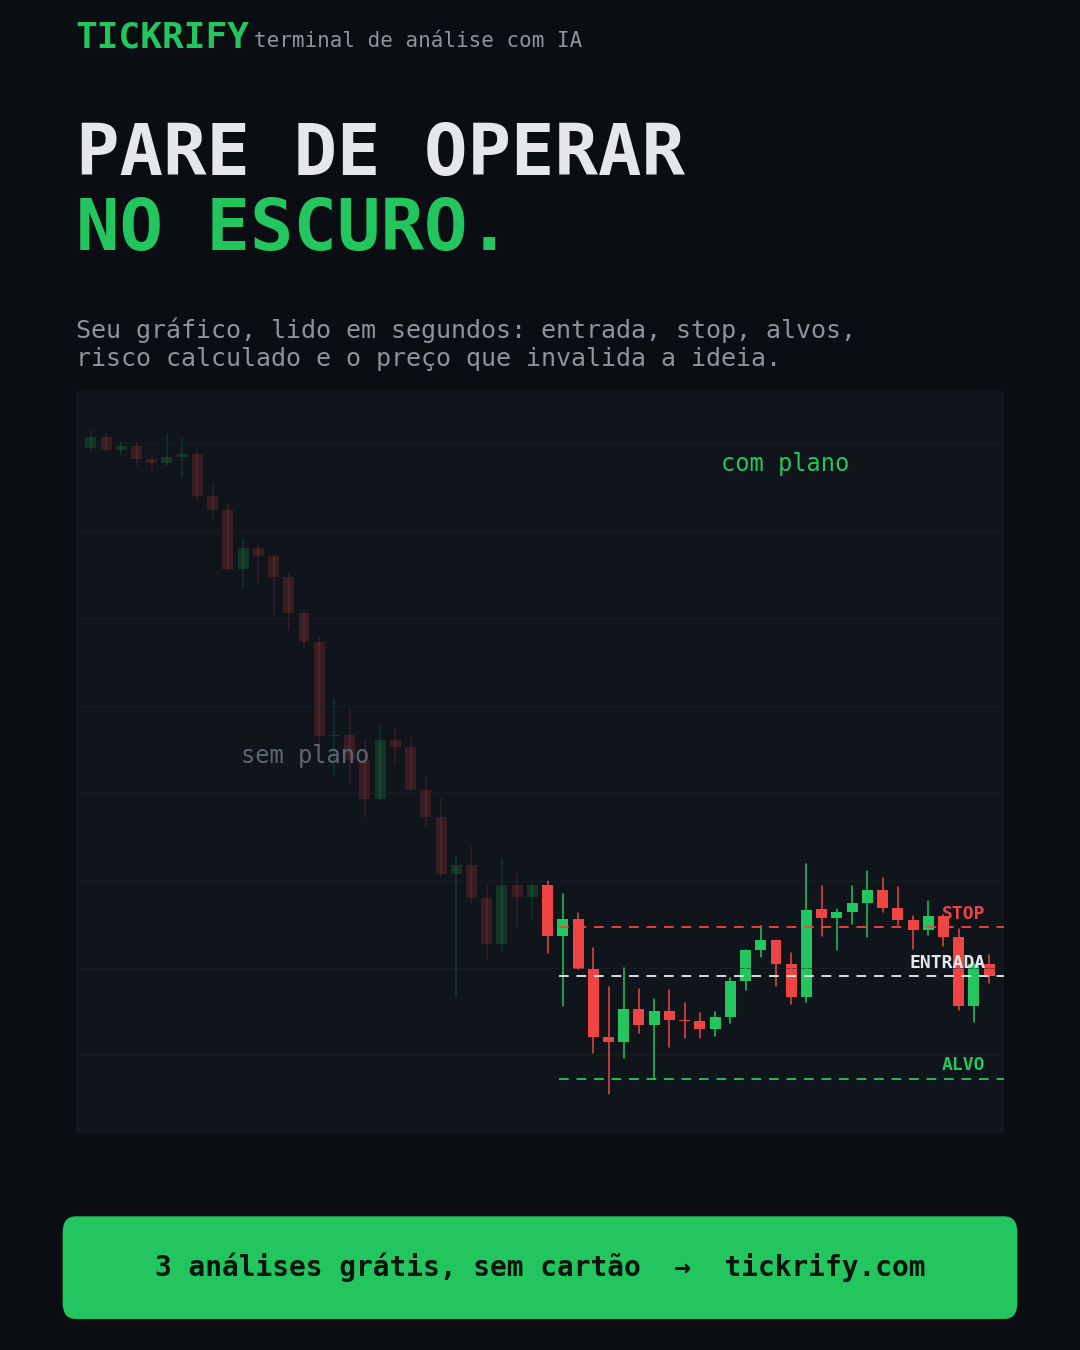 TICKRIFY terminal de análise com IA
PARE DE OPERAR
NO ESCURO.
Seu gráfico, lido em segundos: entrada, stop, alvos,
risco calculado e o preço que invalida a ideia.
com plano
sem plano
STOP
ENTRADA
ALVO
3 análises grátis, sem cartão → tickrify.com